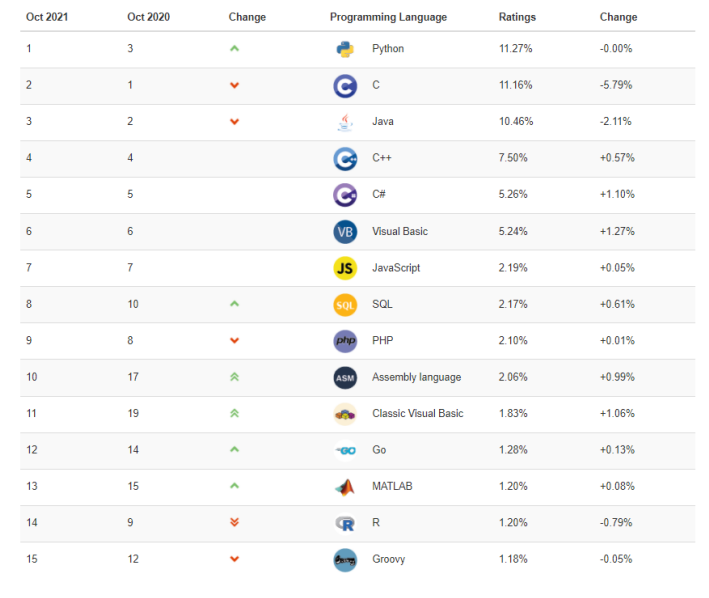 Oct 2021 Oct 2020 Change Programming Language Ratings Change
1 3 Python 11.27% -0.00%
2 1 C 11.16% -5.79%
3 2 Java 10.46% -2.11%
4 4 C++ 7.50% +0.57%
5 5 C# 5.26% +1.10%
6 6 VB Visual Basic 5.24% +1.27%
7 7 JS JavaScript 2.19% +0.05%
8 10 SQL SQL 2.17% +0.61%
9 8 php PHP 2.10% +0.01%
10 17 ASM Assembly language 2.06% +0.99%
11 19 Classic Visual Basic 1.83% +1.06%
12 14 GO Go 1.28% +0.13%
13 15 MATLAB 1.20% +0.08%
14 9 R R 1.20% -0.79%
15 12 Groovy 1.18% -0.05%